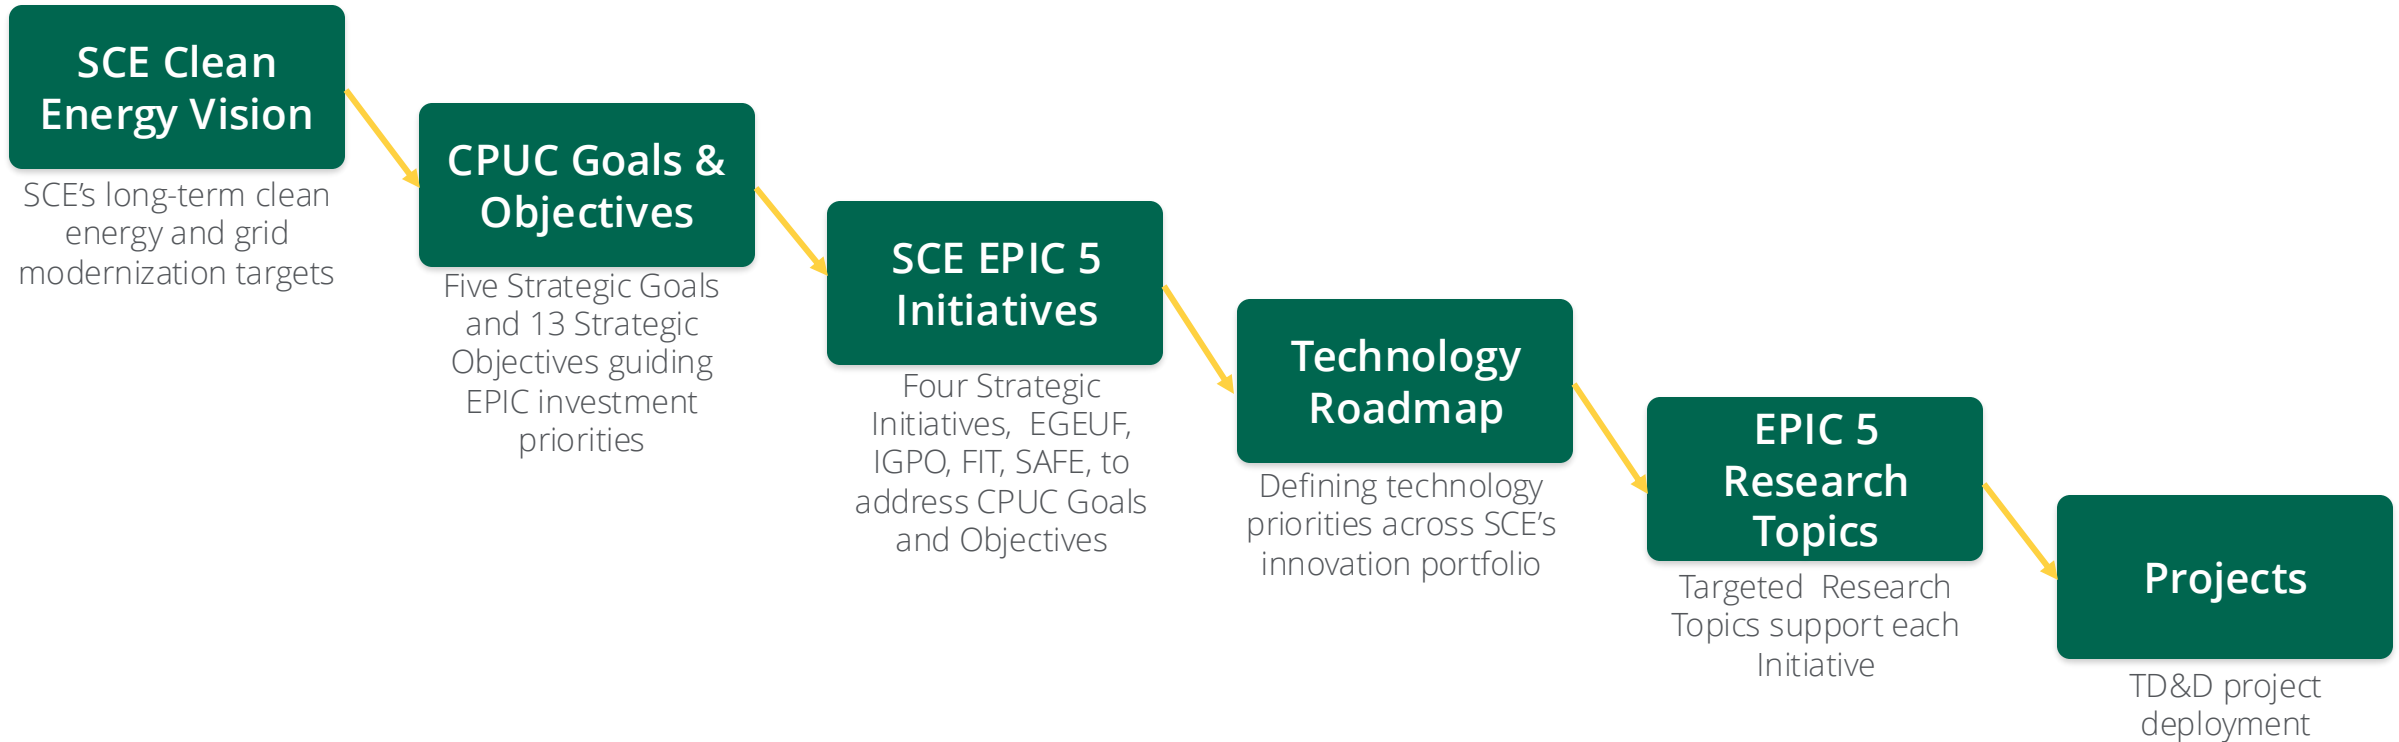 SCE Clean
Energy Vision
SCE’s long-term clean
energy and grid
modernization targets
CPUC Goals &
Objectives
Five Strategic Goals
and 13 Strategic
Objectives guiding
EPIC investment
priorities
SCE EPIC 5
Initiatives
Four Strategic
Initiatives, EGEUF,
IGPO, FIT, SAFE, to
address CPUC Goals
and Objectives
Technology
Roadmap
Defining technology
priorities across SCE’s
innovation portfolio
EPIC 5
Research
Topics
Targeted Research
Topics support each
Initiative
Projects
TD&D project
deployment